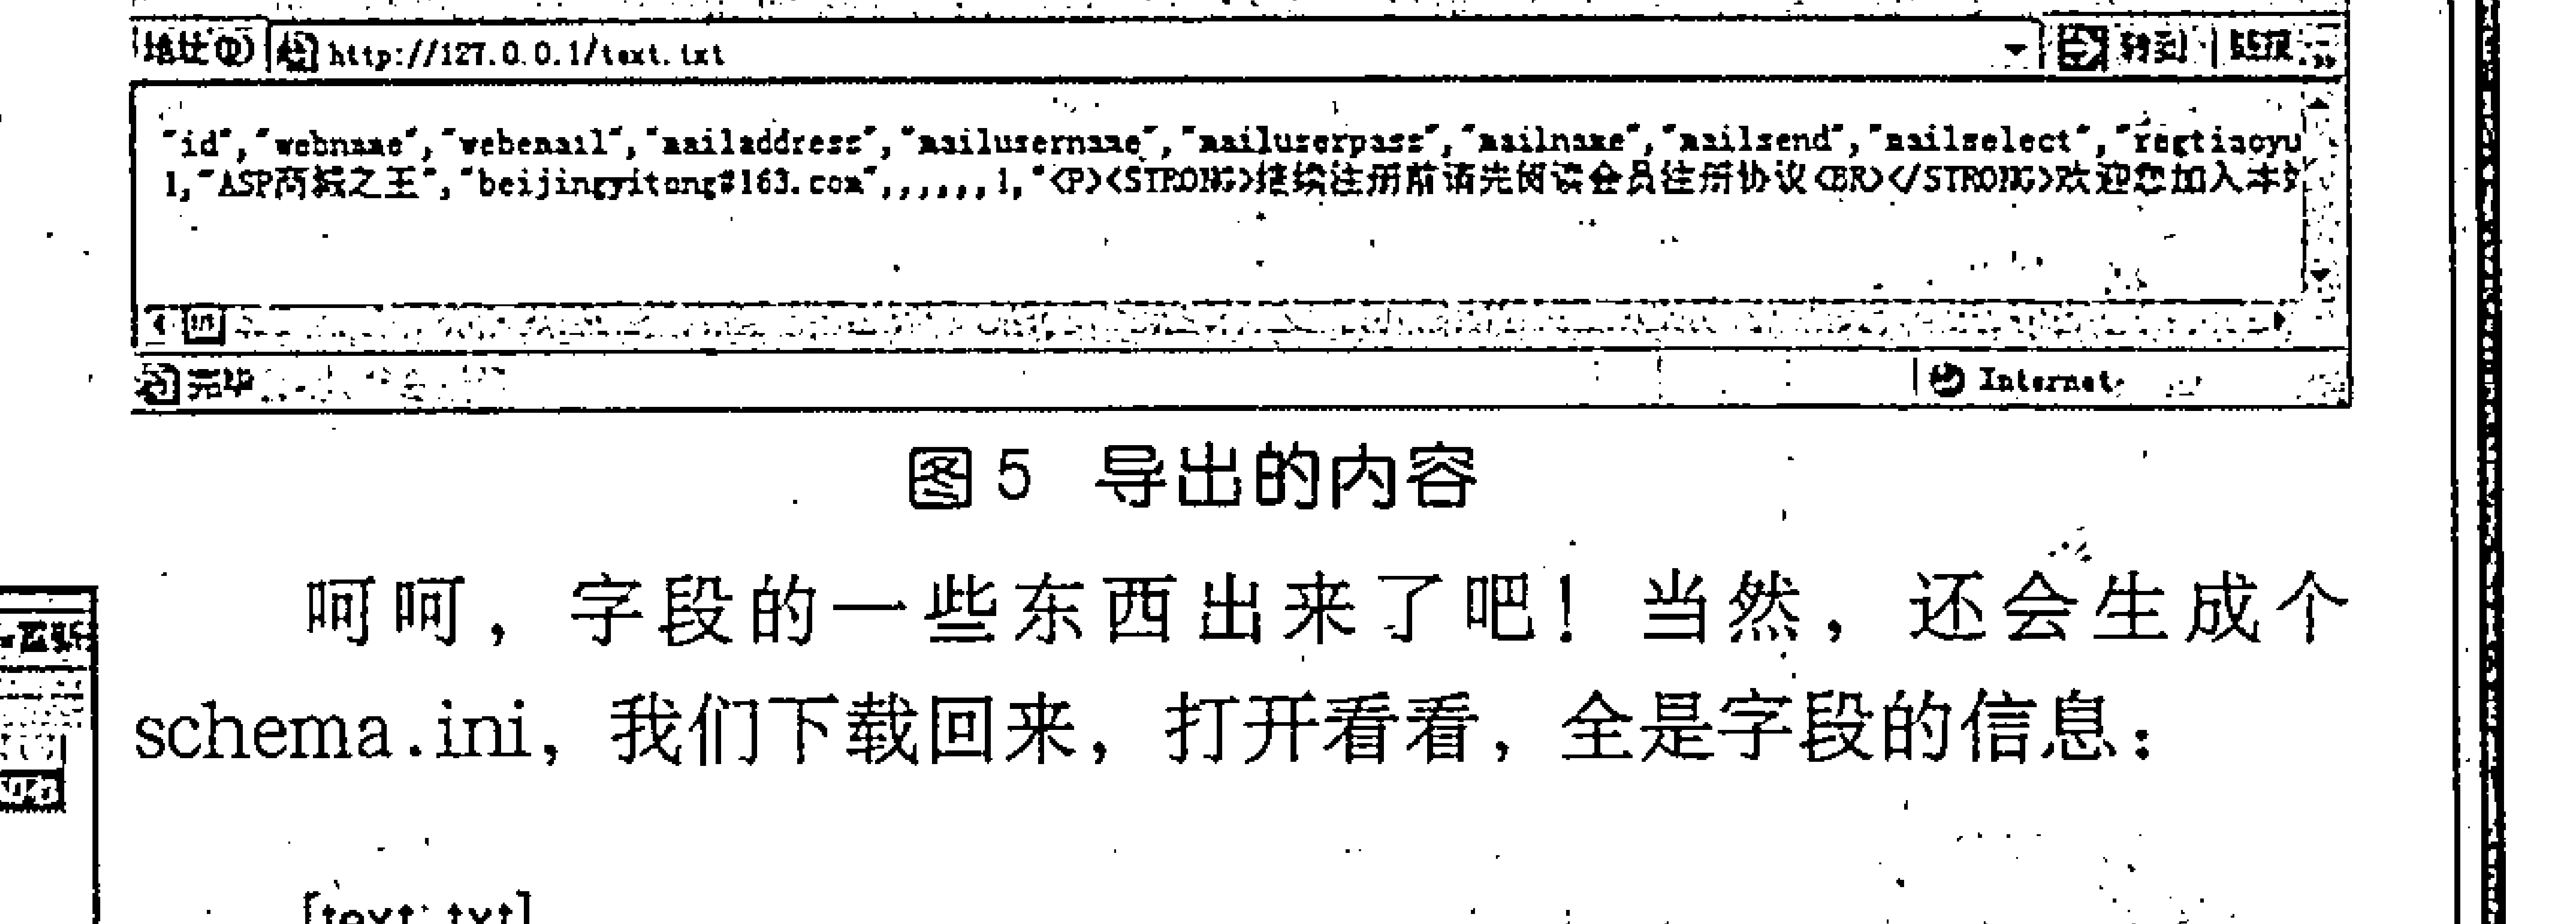 地址(D) http://127.0.0.1/text.txt 转到 链接 »
"id","webname","webemail","mailaddress","mailusername","mailuserpass","mailname","mailsend","mailselect","regtiaoyu
1,"ASP商城之王","beijingyitong@163.com",,,,,,1,"<P><STRONG>继续注册前请先阅读会员注册协议<BR></STRONG>欢迎您加入本
完毕 Internet
图 5 导出的内容
呵呵，字段的一些东西出来了吧！当然，还会生成个
schema.ini，我们下载回来，打开看看，全是字段的信息：
[text.txt]